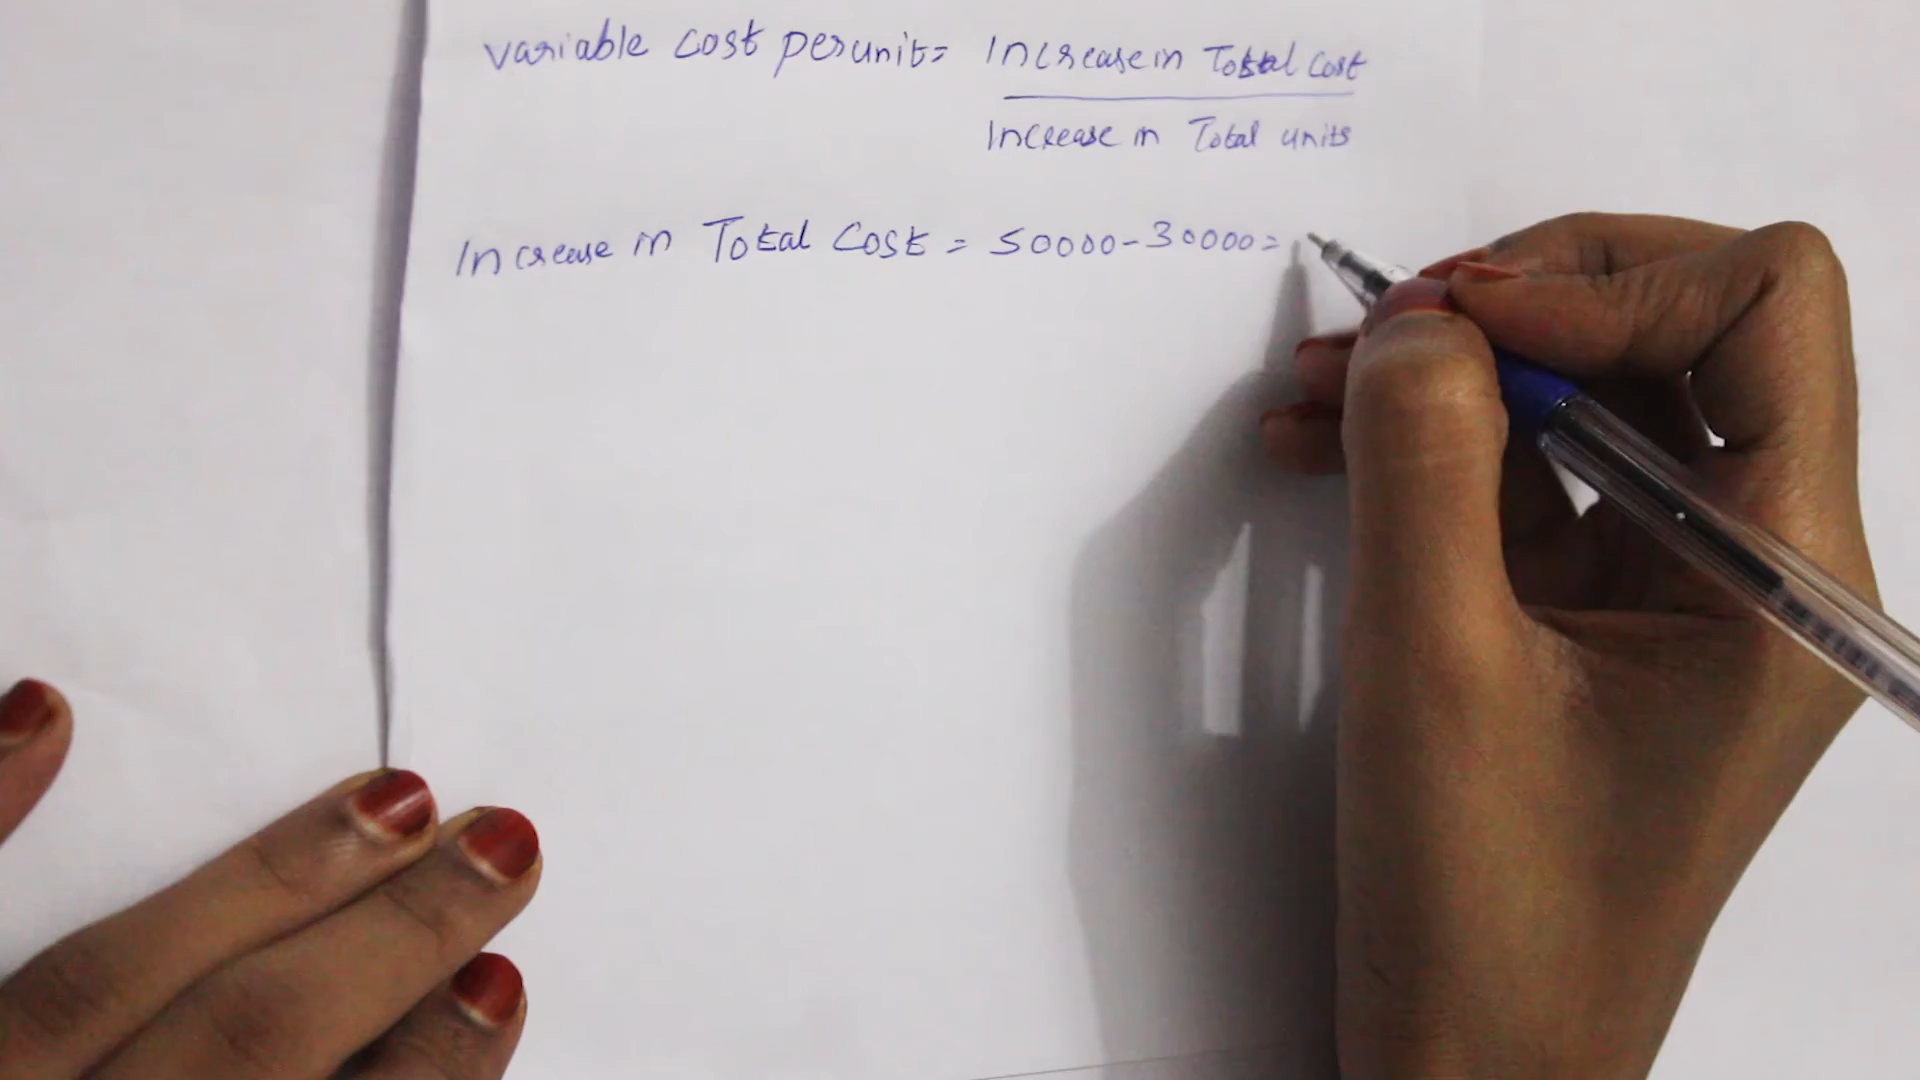 Variable cost per unit = Increase in Total cost
Increase in Total units
Increase in Total Cost = 50000-30000=